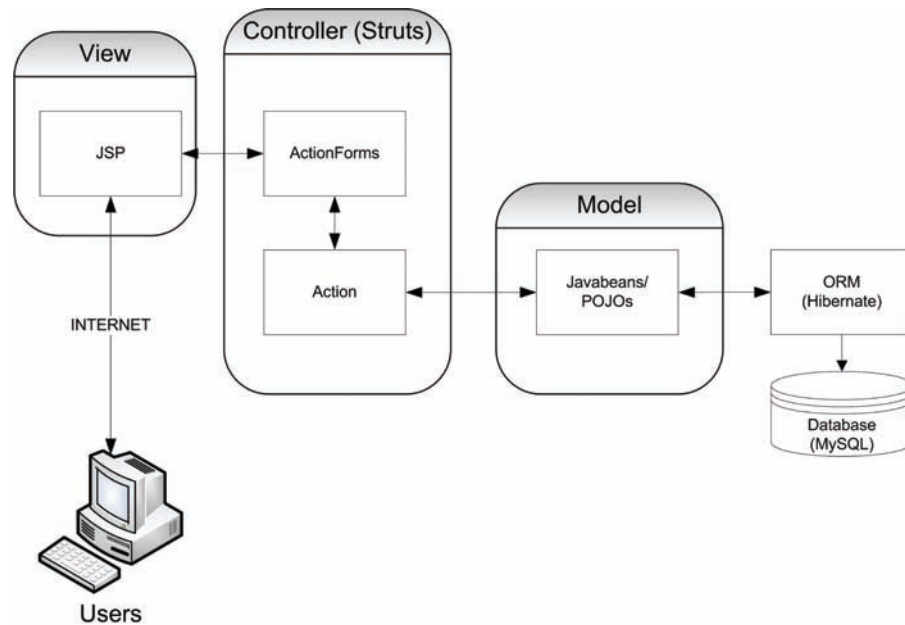 View
Controller (Struts)
JSP
ActionForms
Model
Action
Javabeans/
POJOs
ORM
(Hibernate)
INTERNET
Database
(MySQL)
Users